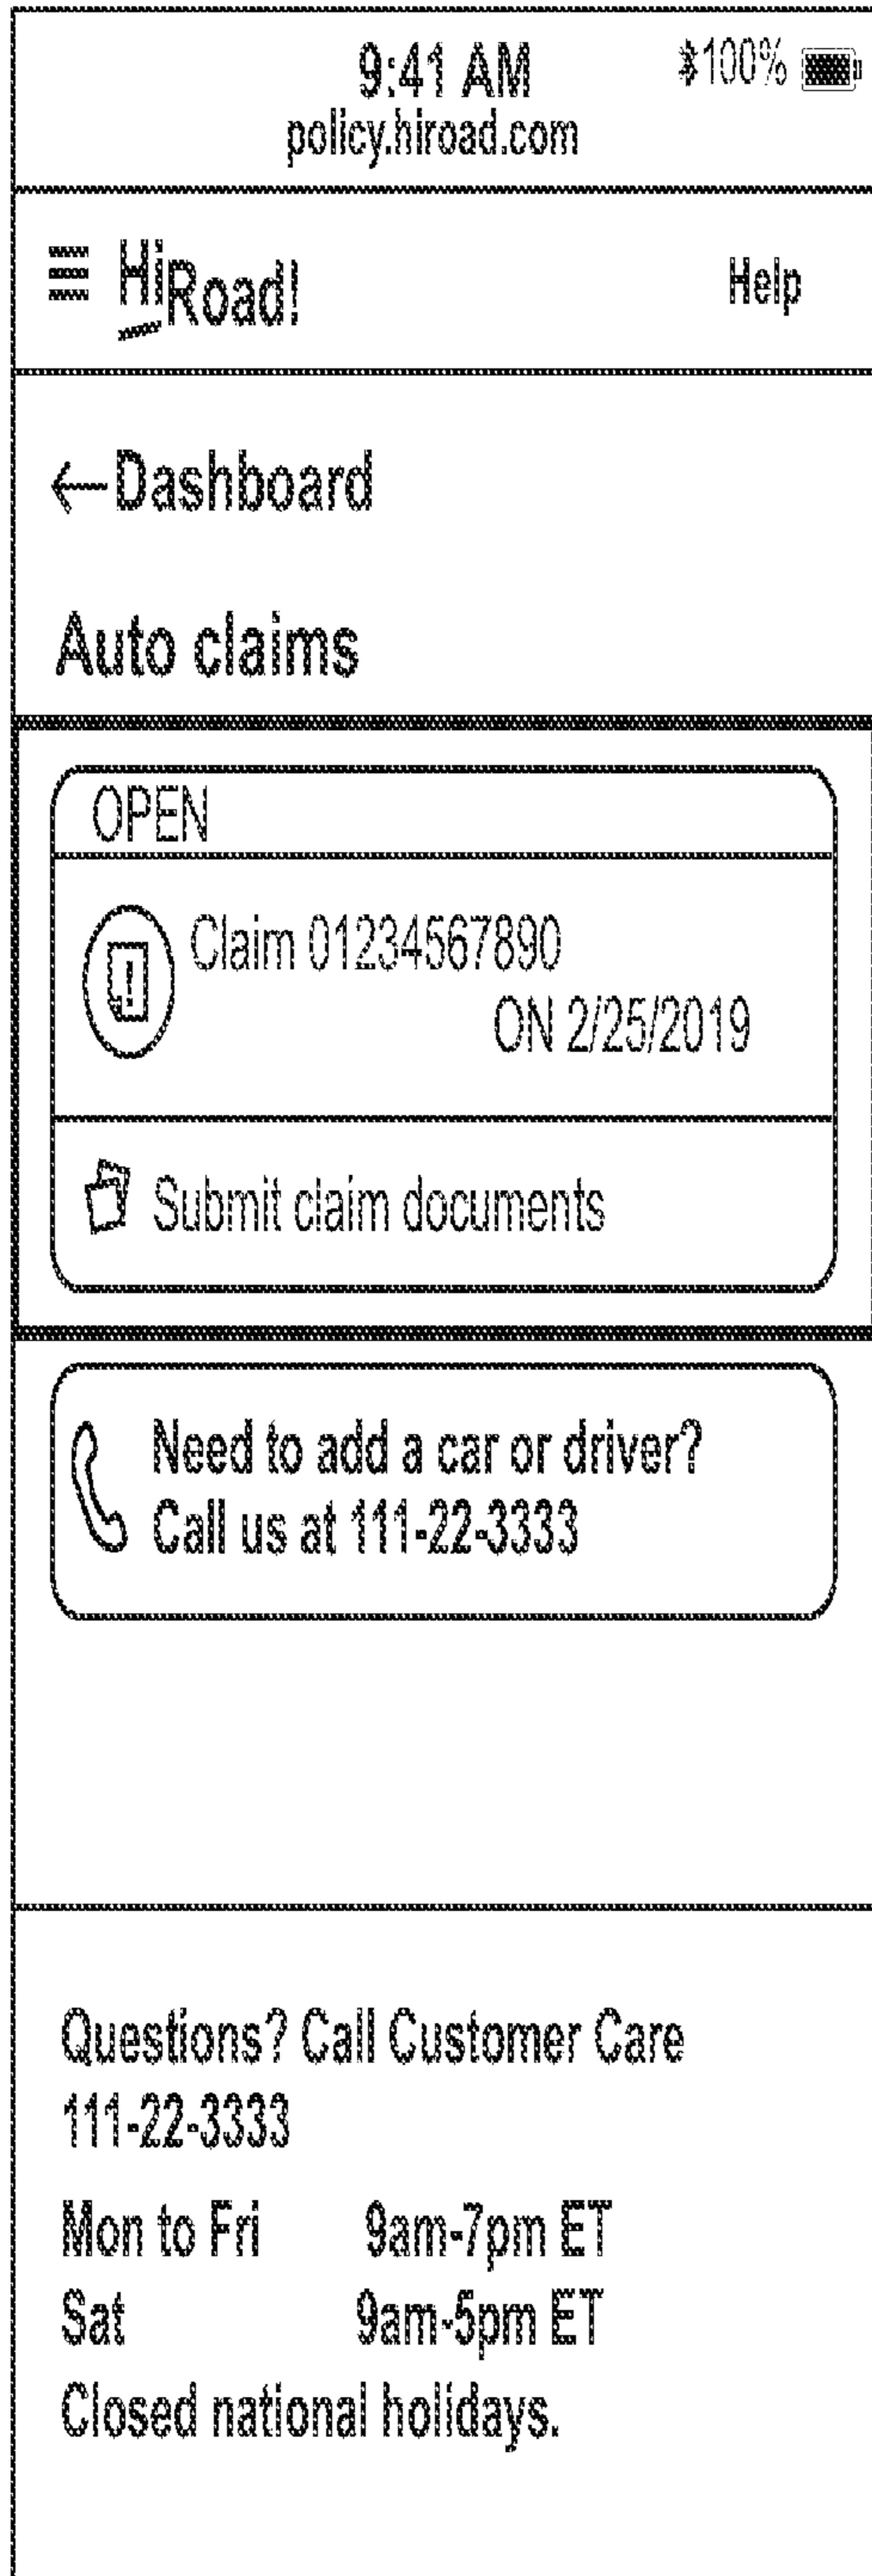 9:41 AM
100%
policy.hiroad.com
HiRoad!
Help
←Dashboard
Auto claims
OPEN
Claim 01234567890
ON 2/25/2019
Submit claim documents
Need to add a car or driver?
Call us at 111-22-3333
Questions? Call Customer Care
111-22-3333
Mon to Fri 9am-7pm ET
Sat 9am-5pm ET
Closed national holidays.